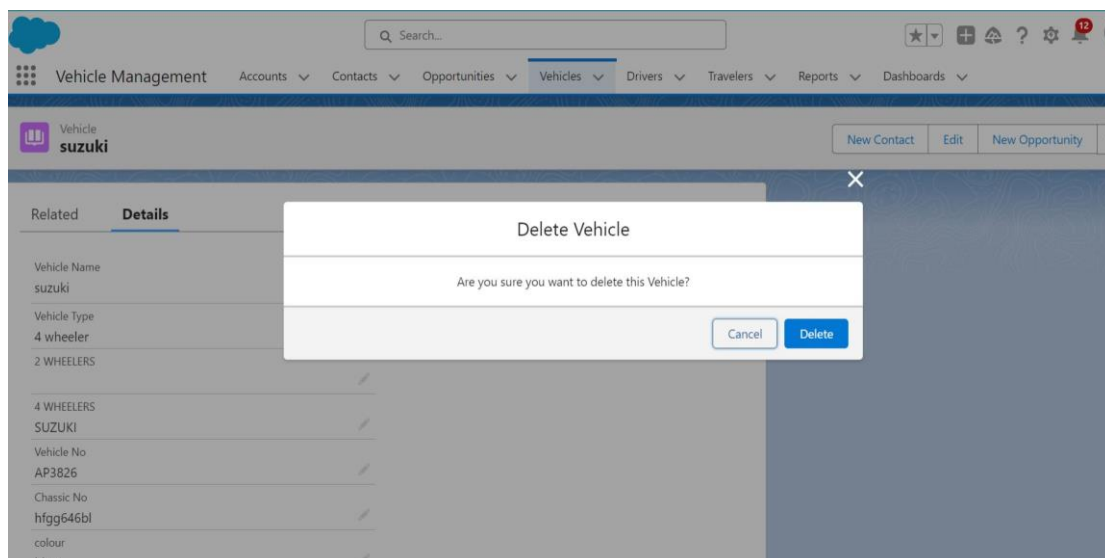 Search...
12
Vehicle Management Accounts Contacts Opportunities Vehicles Drivers Travelers Reports Dashboards
Vehicle
suzuki
New Contact Edit New Opportunity
Related Details
Delete Vehicle
Are you sure you want to delete this Vehicle?
Cancel Delete
Vehicle Name
suzuki
Vehicle Type
4 wheeler
2 WHEELERS
4 WHEELERS
SUZUKI
Vehicle No
AP3826
Chassic No
hfgg646bl
colour